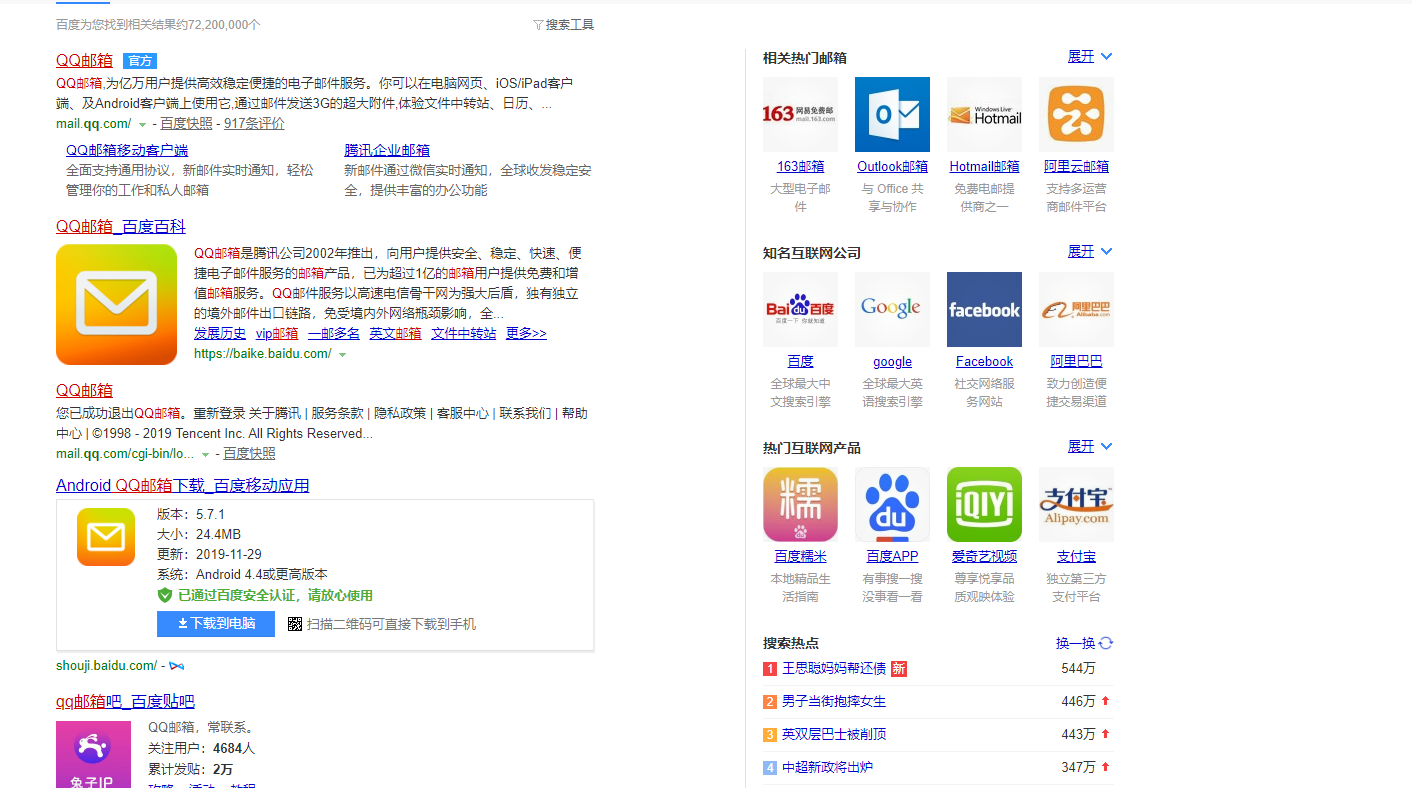 百度为您找到相关结果约72,200,000个
搜索工具
QQ邮箱 官方
QQ邮箱,为亿万用户提供高效稳定便捷的电子邮件服务。你可以在电脑网页、iOS/iPad客户
端、及Android客户端上使用它,通过邮件发送3G的超大附件,体验文件中转站、日历、...
mail.qq.com/ - 百度快照 - 917条评价
QQ邮箱移动客户端
全面支持通用协议，新邮件实时通知，轻松
管理你的工作和私人邮箱
腾讯企业邮箱
新邮件通过微信实时通知，全球收发稳定安
全，提供丰富的办公功能
QQ邮箱_百度百科
QQ邮箱是腾讯公司2002年推出，向用户提供安全、稳定、快速、便
捷电子邮件服务的邮箱产品，已为超过1亿的邮箱用户提供免费和增
值邮箱服务。QQ邮件服务以高速电信骨干网为强大后盾，独有独立
的境外邮件出口链路，免受境内外网络瓶颈影响，全...
发展历史 vip邮箱 一邮多名 英文邮箱 文件中转站 更多>>
https://baike.baidu.com/
QQ邮箱
您已成功退出QQ邮箱。重新登录 关于腾讯 | 服务条款 | 隐私政策 | 客服中心 | 联系我们 | 帮助
中心 | ©1998 - 2019 Tencent Inc. All Rights Reserved...
mail.qq.com/cgi-bin/lo... - 百度快照
Android QQ邮箱下载_百度移动应用
版本：5.7.1
大小：24.4MB
更新：2019-11-29
系统：Android 4.4或更高版本
已通过百度安全认证，请放心使用
下载到电脑 扫描二维码可直接下载到手机
shouji.baidu.com/ -
qq邮箱吧_百度贴吧
兔子IP
QQ邮箱，常联系。
关注用户：4684人
累计发贴：2万
攻略 活动 教程
相关热门邮箱 展开
163 网易免费邮
mail.163.com
Windows Live
Hotmail
163邮箱 Outlook邮箱 Hotmail邮箱 阿里云邮箱
大型电子邮
件
与 Office 共
享与协作
免费电邮提
供商之一
支持多运营
商邮件平台
知名互联网公司 展开
Bai du 百度
百度一下 你就知道
Google
facebook
阿里巴巴
Alibaba.com
百度 google Facebook 阿里巴巴
全球最大中
文搜索引擎
全球最大英
语搜索引擎
社交网络服
务网站
致力创造便
捷交易渠道
热门互联网产品 展开
糯
du
iQIYI
支付宝
Alipay.com
百度糯米 百度APP 爱奇艺视频 支付宝
本地精品生
活指南
有事搜一搜
没事看一看
尊享悦享品
质观映体验
独立第三方
支付平台
搜索热点 换一换
1 王思聪妈妈帮还债 新 544万
2 男子当街抱摔女生 446万
3 英双层巴士被削顶 443万
4 中超新政将出炉 347万